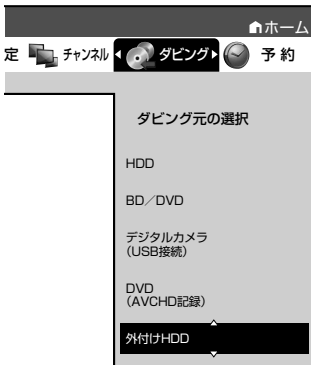 ホーム
定 チャンネル ダビング 予約
ダビング元の選択
HDD
BD／DVD
デジタルカメラ
（USB接続）
DVD
（AVCHD記録）
外付けHDD